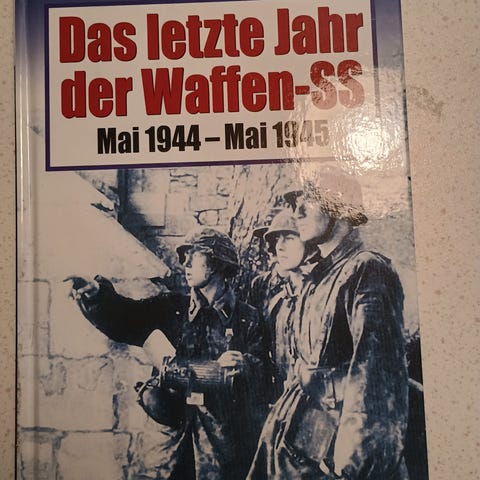 Das letzte Jahr
der Waffen-SS
Mai 1944 – Mai 1945